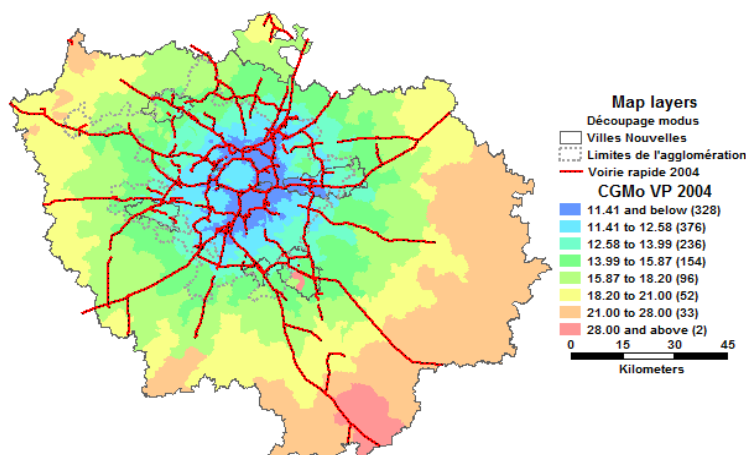 Map layers
Découpage modus
Villes Nouvelles
Limites de l'agglomération
Voirie rapide 2004
CGMo VP 2004
11.41 and below (328)
11.41 to 12.58 (376)
12.58 to 13.99 (236)
13.99 to 15.87 (154)
15.87 to 18.20 (96)
18.20 to 21.00 (52)
21.00 to 28.00 (33)
28.00 and above (2)
0 15 30 45
Kilometers